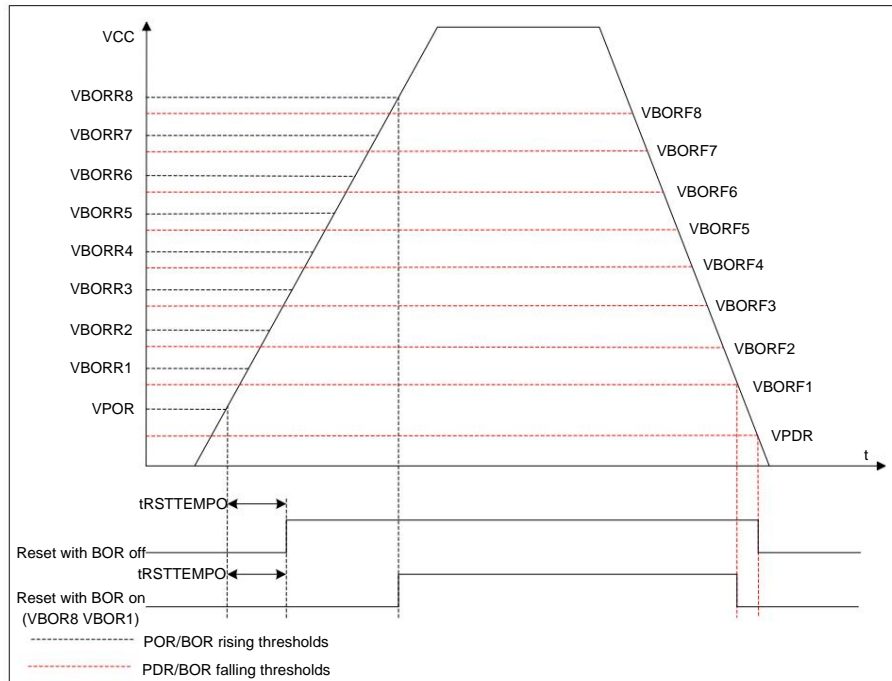 VCC
VBORR8
VBORF8
VBORR7
VBORF7
VBORR6
VBORF6
VBORR5
VBORF5
VBORR4
VBORF4
VBORR3
VBORF3
VBORR2
VBORF2
VBORR1
VBORF1
VPOR
VPDR
t
tRSTTEMPO
Reset with BOR off
tRSTTEMPO
Reset with BOR on
(VBOR8 VBOR1)
POR/BOR rising thresholds
PDR/BOR falling thresholds